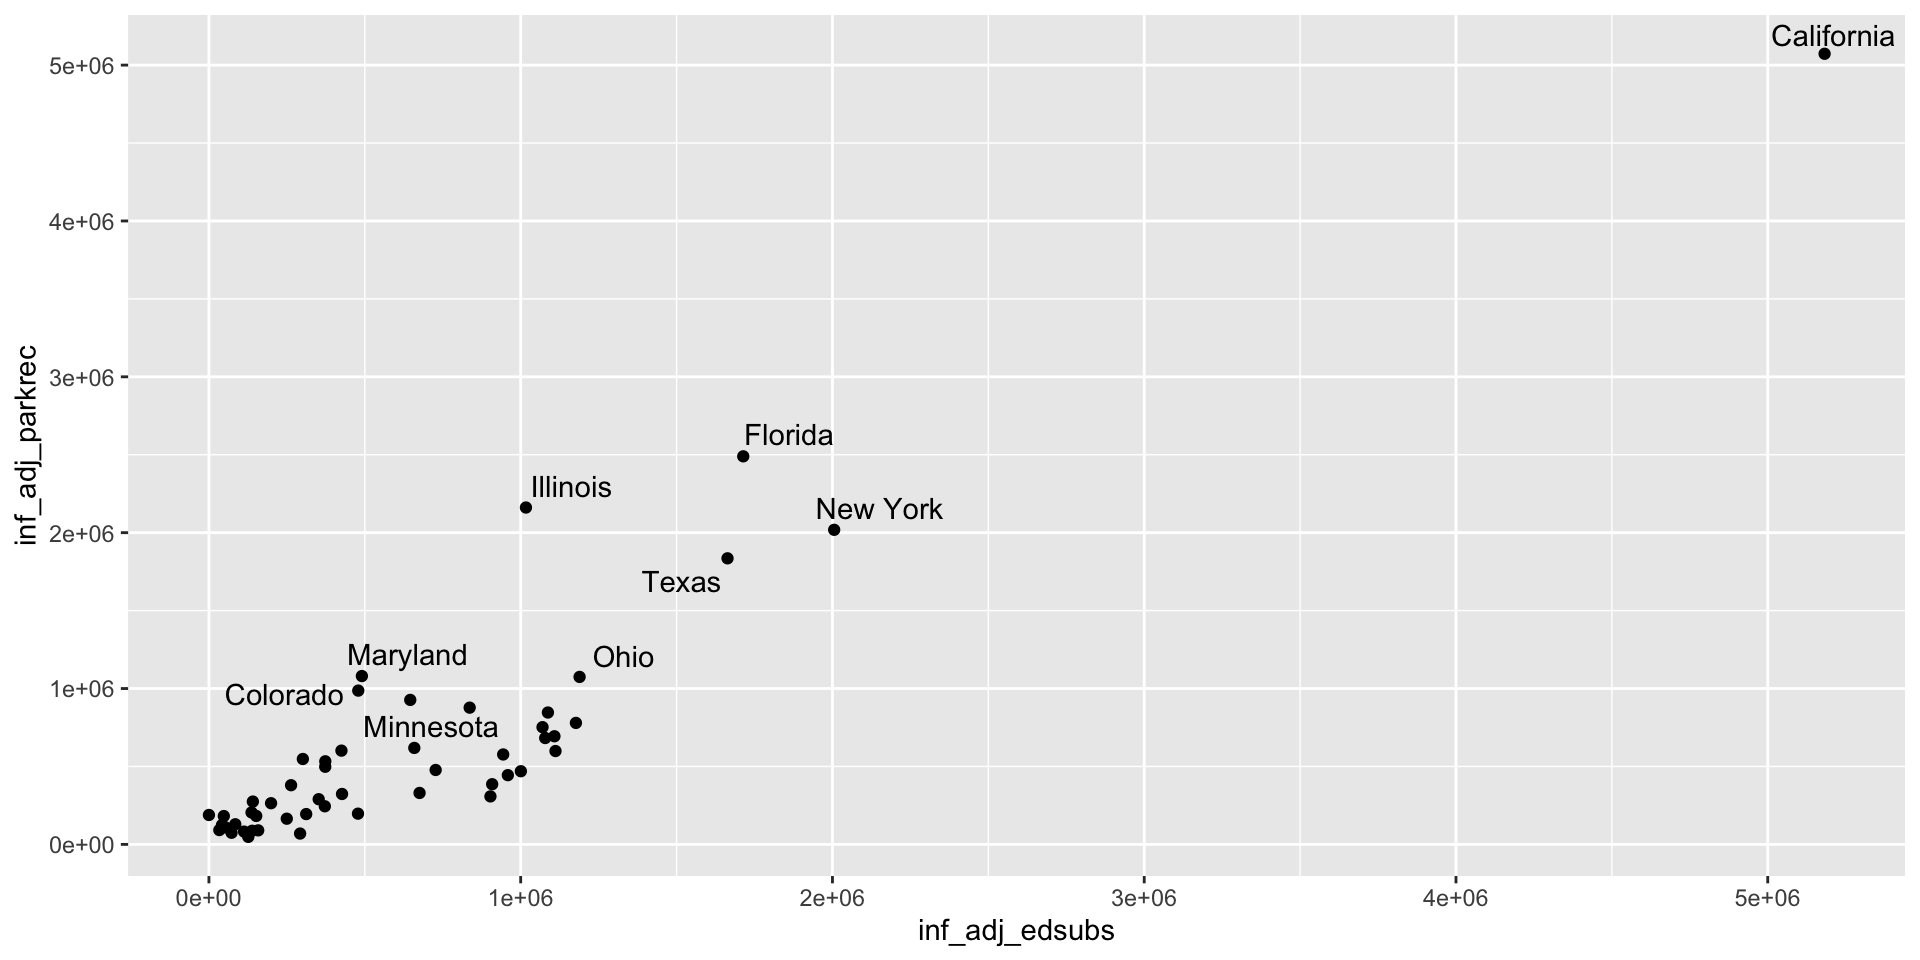 California
5e+06
4e+06
3e+06
Florida
Illinois
New York
2e+06
Texas
Maryland
Ohio
Colorado
1e+06
Minnesota
0e+00
inf_adj_parkrec
0e+00 1e+06 2e+06 3e+06 4e+06 5e+06
inf_adj_edsubs